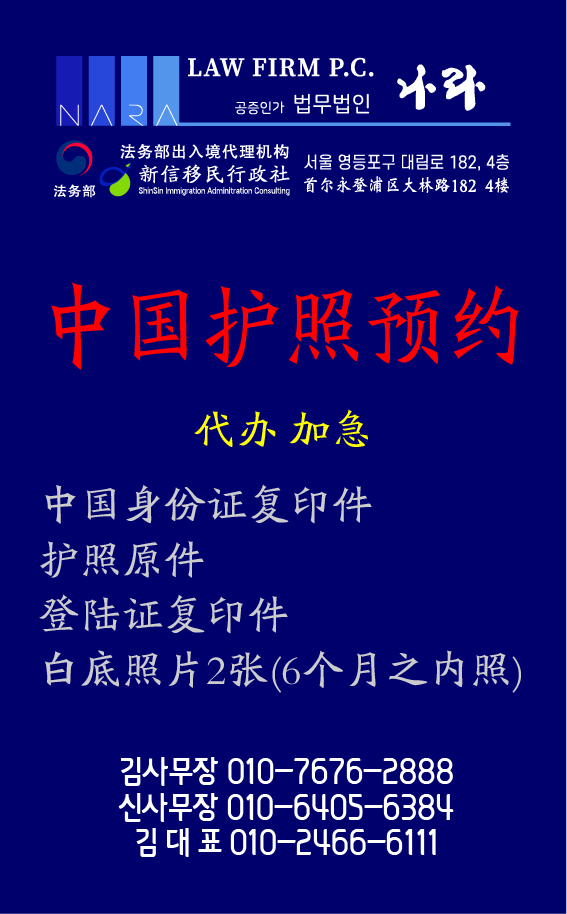 LAW FIRM P.C.
NARA
공증인가 법무법인 나라
法务部
法务部出入境代理机构
新信移民行政社
ShinSin Immigration Adminitration Consulting
서울 영등포구 대림로 182, 4층
首尔永登浦区大林路182 4楼
中国护照预约
代办 加急
中国身份证复印件
护照原件
登陆证复印件
白底照片2张(6个月之内照)
김사무장 010-7676-2888
신사무장 010-6405-6384
김 대 표 010-2466-6111